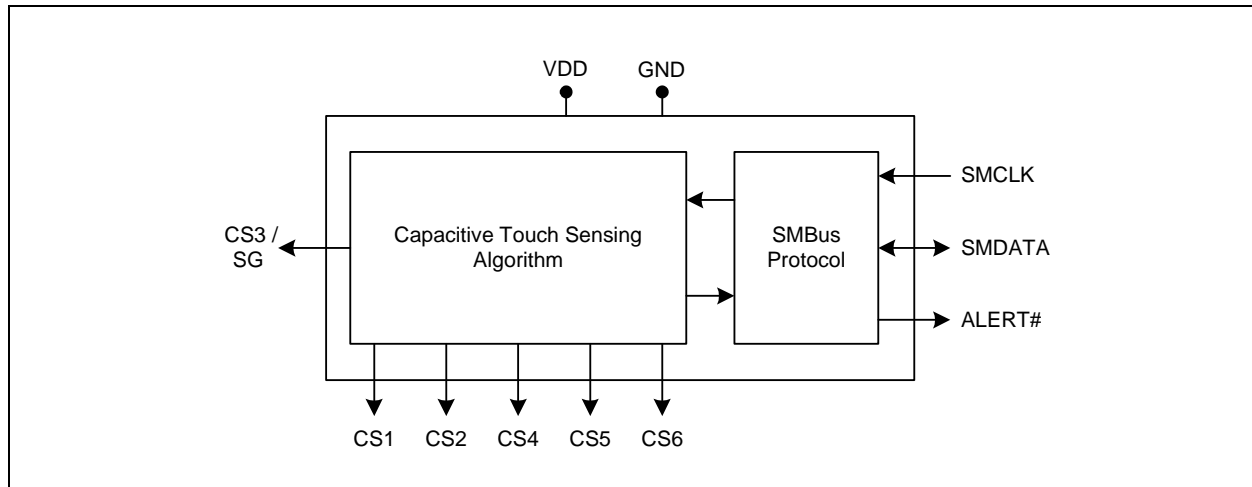 VDD
GND
CS3 /
SG
Capacitive Touch Sensing
Algorithm
SMBus
Protocol
SMCLK
SMDATA
ALERT#
CS1
CS2
CS4
CS5
CS6